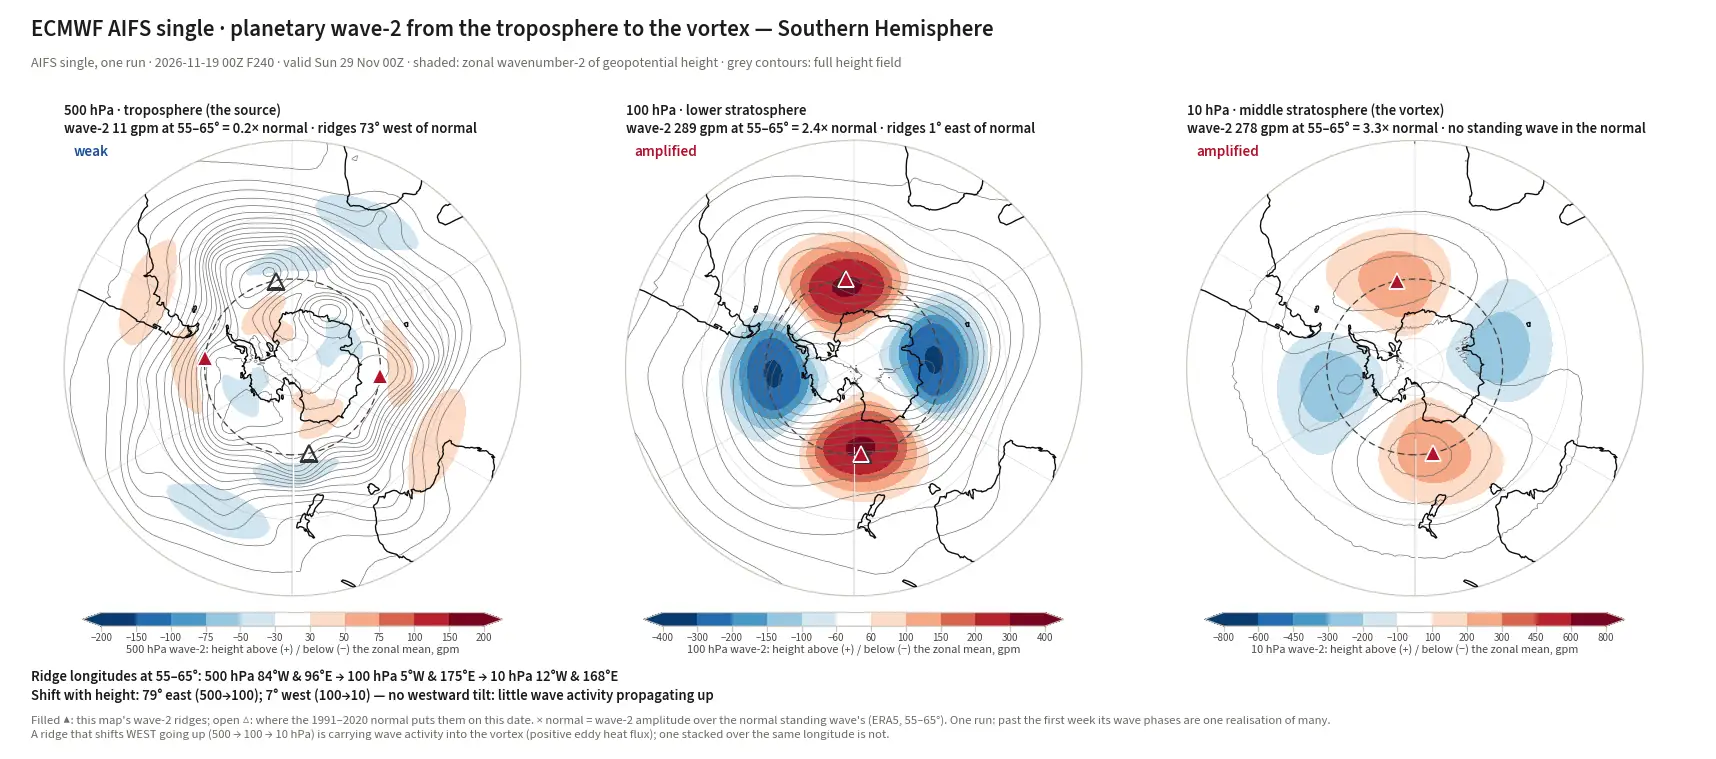 ECMWF AIFS single · planetary wave-2 from the troposphere to the vortex — Southern Hemisphere
AIFS single, one run · 2026-11-19 00Z F240 · valid Sun 29 Nov 00Z · shaded: zonal wavenumber-2 of geopotential height · grey contours: full height field
500 hPa · troposphere (the source)
wave-2 11 gpm at 55–65° = 0.2× normal · ridges 73° west of normal
weak
100 hPa · lower stratosphere
wave-2 289 gpm at 55–65° = 2.4× normal · ridges 1° east of normal
amplified
10 hPa · middle stratosphere (the vortex)
wave-2 278 gpm at 55–65° = 3.3× normal · no standing wave in the normal
amplified
−200 −150 −100 −75 −50 −30 30 50 75 100 150 200
500 hPa wave-2: height above (+) / below (−) the zonal mean, gpm
−400 −300 −200 −150 −100 −60 60 100 150 200 300 400
100 hPa wave-2: height above (+) / below (−) the zonal mean, gpm
−800 −600 −450 −300 −200 −100 100 200 300 450 600 800
10 hPa wave-2: height above (+) / below (−) the zonal mean, gpm
Ridge longitudes at 55–65°: 500 hPa 84°W & 96°E → 100 hPa 5°W & 175°E → 10 hPa 12°W & 168°E
Shift with height: 79° east (500→100); 7° west (100→10) — no westward tilt: little wave activity propagating up
Filled ▲: this map's wave-2 ridges; open △: where the 1991–2020 normal puts them on this date. × normal = wave-2 amplitude over the normal standing wave's (ERA5, 55–65°). One run: past the first week its wave phases are one realisation of many.
A ridge that shifts WEST going up (500 → 100 → 10 hPa) is carrying wave activity into the vortex (positive eddy heat flux); one stacked over the same longitude is not.